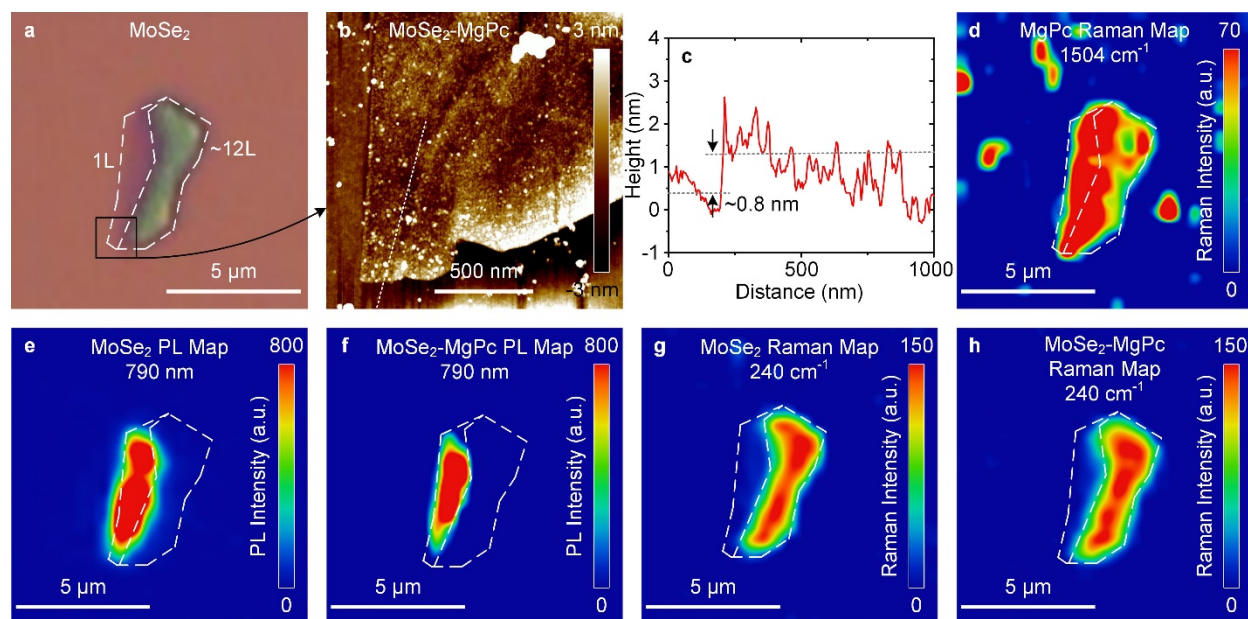 a
MoSe₂
1L
~12L
5 μm
b
MoSe₂-MgPc
3 nm
-3 nm
500 nm
c
Height (nm)
4
3
2
1
0
-1
~0.8 nm
0
500
1000
Distance (nm)
d
MgPc Raman Map
1504 cm⁻¹
70
Raman Intensity (a.u.)
0
5 μm
e
MoSe₂ PL Map
790 nm
800
PL Intensity (a.u.)
0
5 μm
f
MoSe₂-MgPc PL Map
790 nm
800
PL Intensity (a.u.)
0
5 μm
g
MoSe₂ Raman Map
240 cm⁻¹
150
Raman Intensity (a.u.)
0
5 μm
h
MoSe₂-MgPc
Raman Map
240 cm⁻¹
150
Raman Intensity (a.u.)
0
5 μm